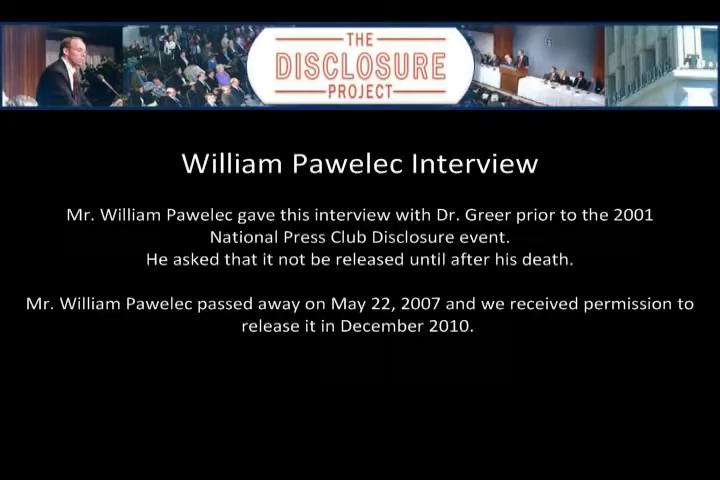 THE
DISCLOSURE
PROJECT
William Pawelec Interview
Mr. William Pawelec gave this interview with Dr. Greer prior to the 2001
National Press Club Disclosure event.
He asked that it not be released until after his death.
Mr. William Pawelec passed away on May 22, 2007 and we received permission to
release it in December 2010.